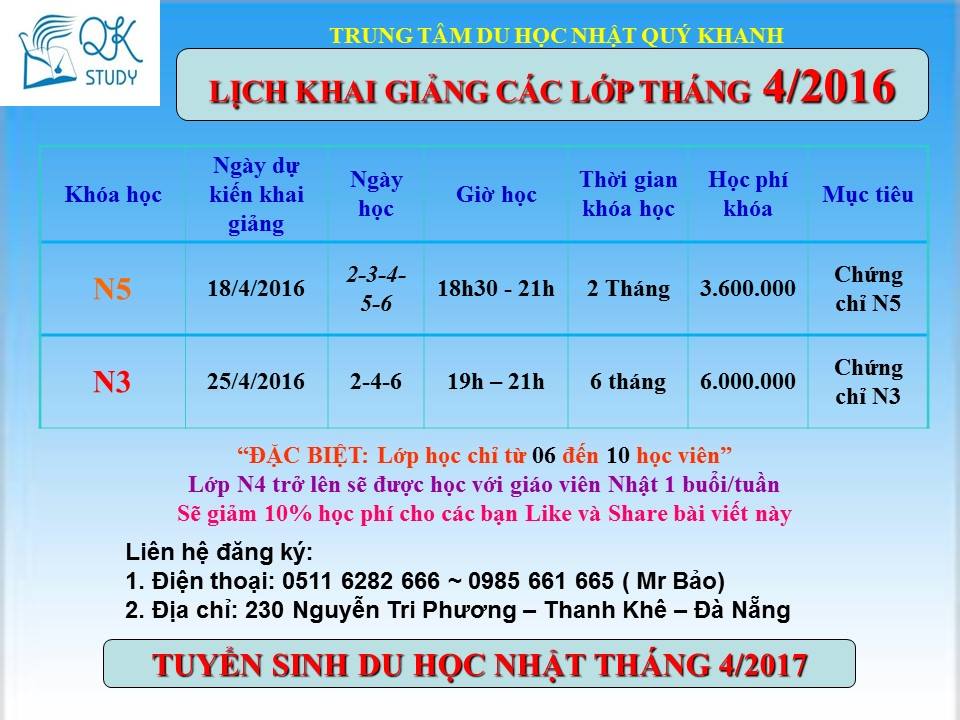 QK
STUDY
TRUNG TÂM DU HỌC NHẬT QUÝ KHANH
LỊCH KHAI GIẢNG CÁC LỚP THÁNG 4/2016
Khóa học
Ngày dự
kiến khai
giảng
Ngày
học
Giờ học
Thời gian
khóa học
Học phí
khóa
Mục tiêu
N5
18/4/2016
2-3-4-
5-6
18h30 - 21h
2 Tháng
3.600.000
Chứng
chỉ N5
N3
25/4/2016
2-4-6
19h – 21h
6 tháng
6.000.000
Chứng
chỉ N3
“ĐẶC BIỆT: Lớp học chỉ từ 06 đến 10 học viên”
Lớp N4 trở lên sẽ được học với giáo viên Nhật 1 buổi/tuần
Sẽ giảm 10% học phí cho các bạn Like và Share bài viết này
Liên hệ đăng ký:
1. Điện thoại: 0511 6282 666 ~ 0985 661 665 ( Mr Bảo)
2. Địa chỉ: 230 Nguyễn Tri Phương – Thanh Khê – Đà Nẵng
TUYỂN SINH DU HỌC NHẬT THÁNG 4/2017